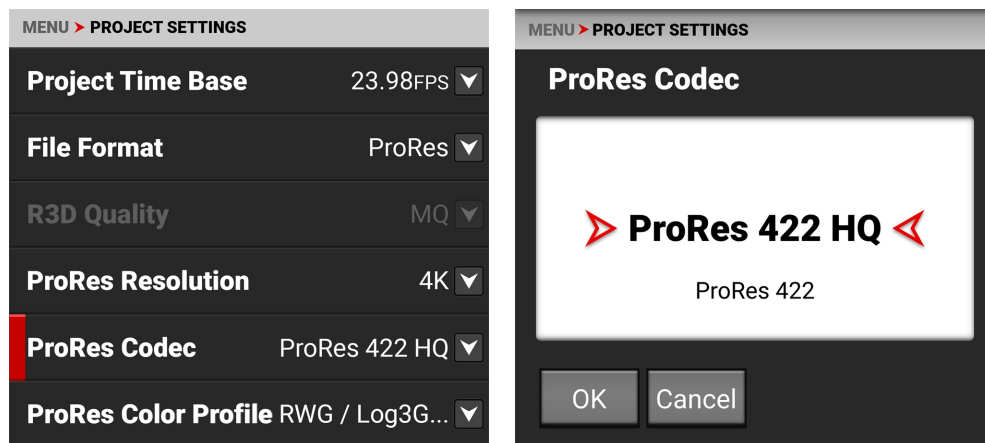 MENU PROJECT SETTINGS
Project Time Base 23.98FPS
File Format ProRes
R3D Quality MQ
ProRes Resolution 4K
ProRes Codec ProRes 422 HQ
ProRes Color Profile RWG / Log3G...
MENU PROJECT SETTINGS
ProRes Codec
ProRes 422 HQ
ProRes 422
OK Cancel